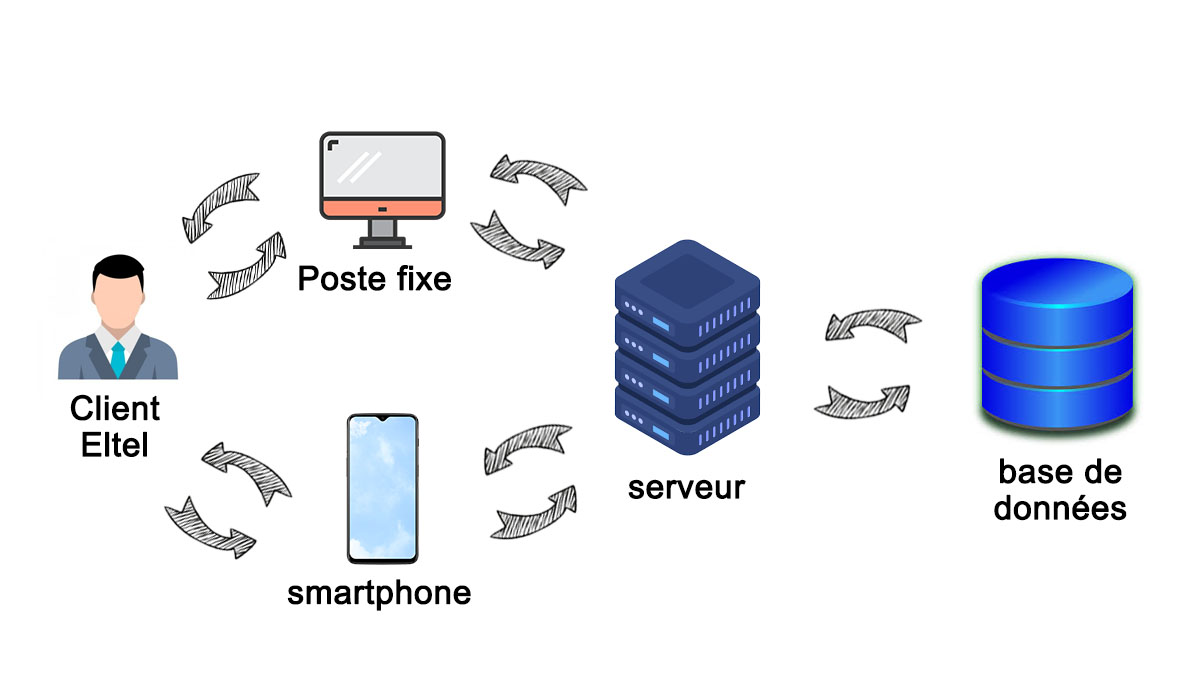 Poste fixe
Client
Eltel
serveur
base de
données
smartphone